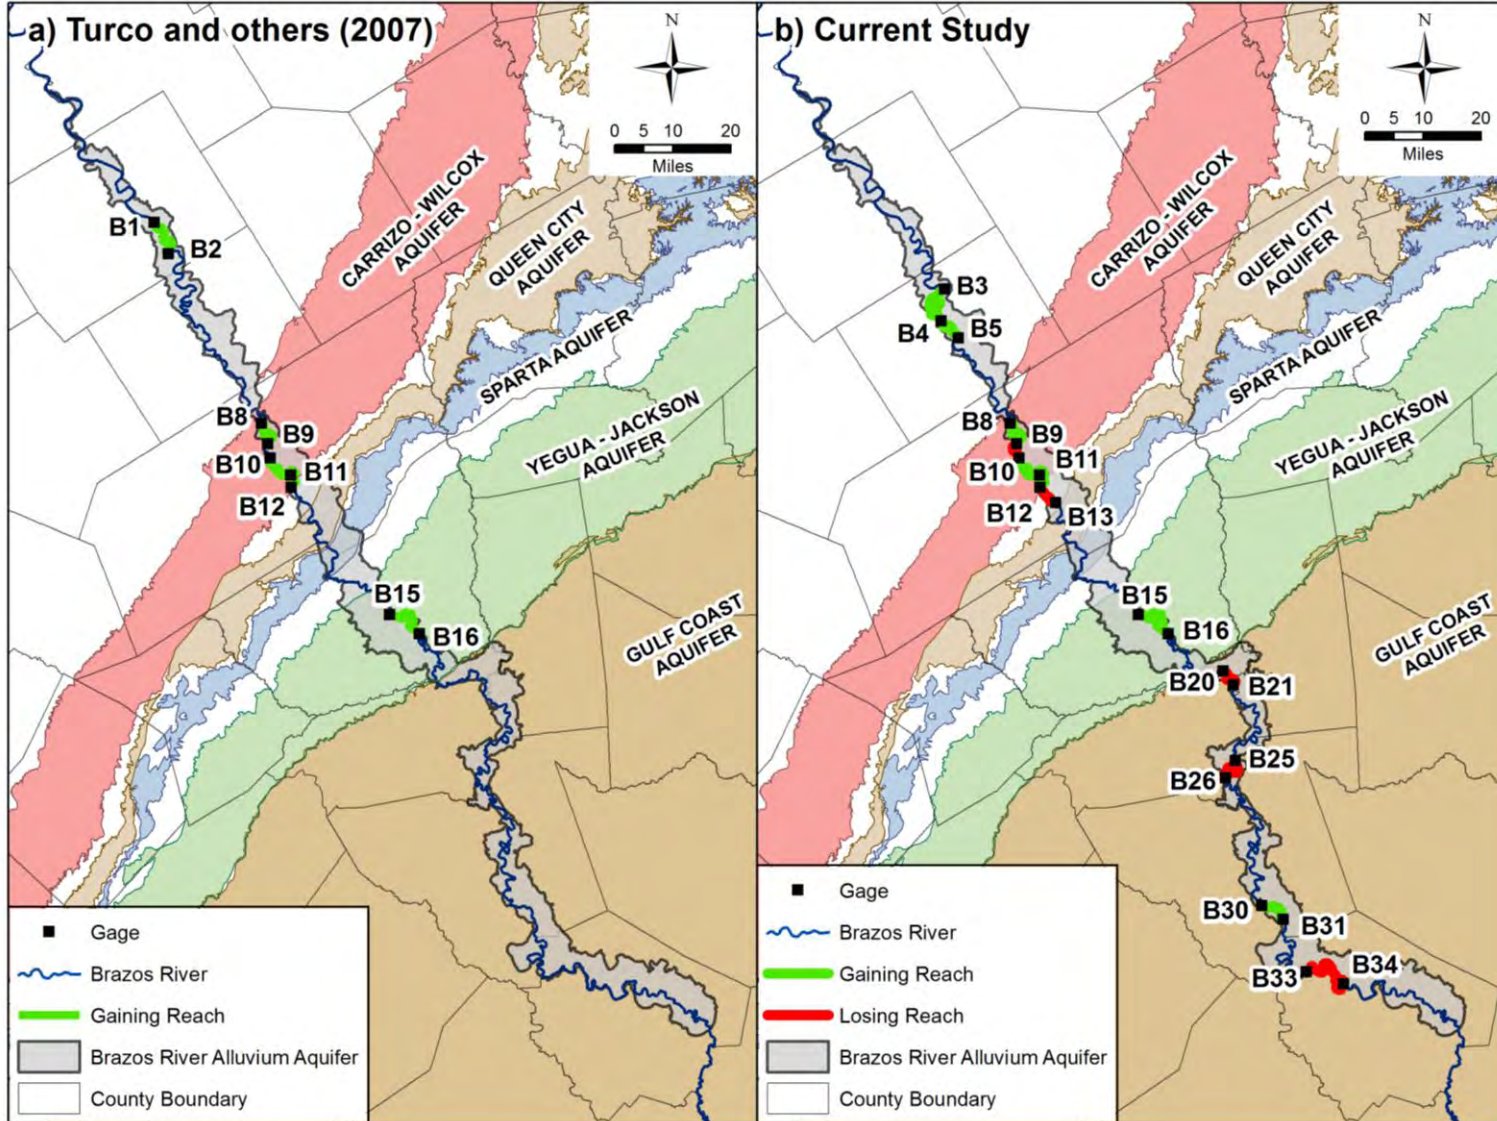 a) Turco and others (2007)
N
0 5 10 20
Miles
B1
B2
CARRIZO - WILCOX
AQUIFER
QUEEN CITY
AQUIFER
SPARTA AQUIFER
B8
B9
B10
B11
B12
YEGUA - JACKSON
AQUIFER
B15
B16
GULF COAST
AQUIFER
Gage
Brazos River
Gaining Reach
Brazos River Alluvium Aquifer
County Boundary
b) Current Study
N
0 5 10 20
Miles
CARRIZO - WILCOX
AQUIFER
QUEEN CITY
AQUIFER
B3
B4
B5
SPARTA AQUIFER
B8
B9
B10
B11
B12
B13
YEGUA - JACKSON
AQUIFER
B15
B16
GULF COAST
AQUIFER
B20
B21
B25
B26
B30
B31
B33
B34
Gage
Brazos River
Gaining Reach
Losing Reach
Brazos River Alluvium Aquifer
County Boundary